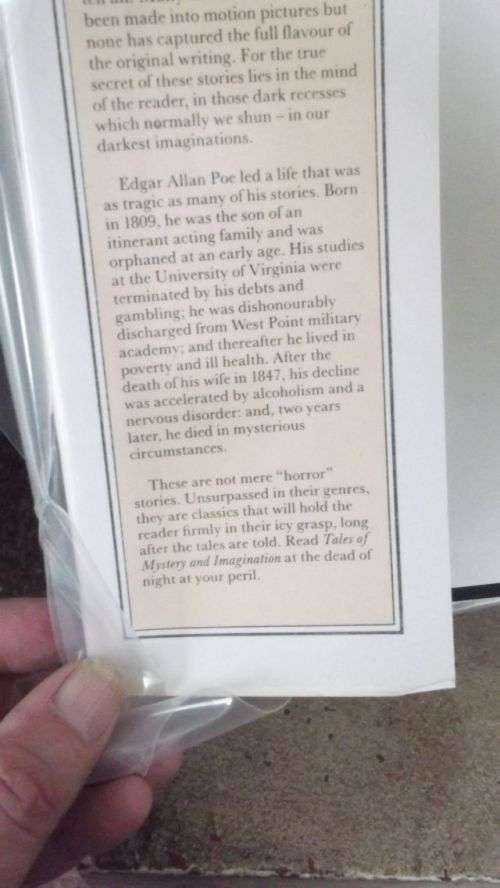 been made into motion pictures but
none has captured the full flavour of
the original writing. For the true
secret of these stories lies in the mind
of the reader, in those dark recesses
which normally we shun – in our
darkest imaginations.
Edgar Allan Poe led a life that was
as tragic as many of his stories. Born
in 1809, he was the son of an
itinerant acting family and was
orphaned at an early age. His studies
at the University of Virginia were
terminated by his debts and
gambling; he was dishonourably
discharged from West Point military
academy; and thereafter he lived in
poverty and ill health. After the
death of his wife in 1847, his decline
was accelerated by alcoholism and a
nervous disorder: and, two years
later, he died in mysterious
circumstances.
These are not mere “horror”
stories. Unsurpassed in their genres,
they are classics that will hold the
reader firmly in their icy grasp, long
after the tales are told. Read Tales of
Mystery and Imagination at the dead of
night at your peril.